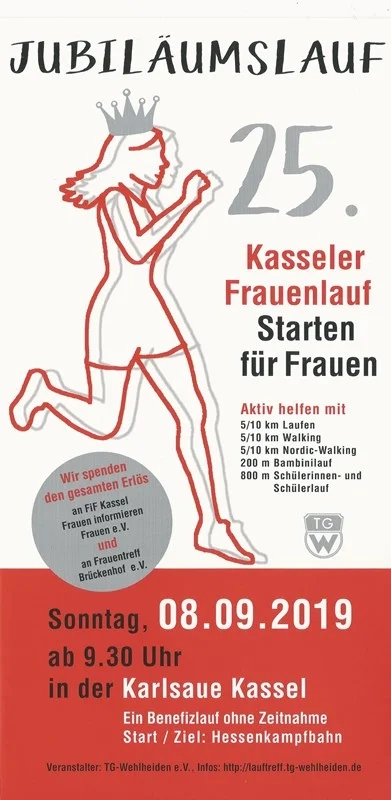 JUBILÄUMSLAUF
25.
Kasseler
Frauenlauf
Starten
für Frauen
Aktiv helfen mit
5/10 km Laufen
5/10 km Walking
5/10 km Nordic-Walking
200 m Bambinilauf
800 m Schülerinnen- und
Schülerlauf
Wir spenden
den gesamten Erlös
an FiF Kassel
Frauen informieren
Frauen e.V.
und
an Frauentreff
Brückenhof e.V.
TG
W
Sonntag, 08.09.2019
ab 9.30 Uhr
in der Karlsaue Kassel
Ein Benefizlauf ohne Zeitnahme
Start / Ziel: Hessenkampfbahn
Veranstalter: TG-Wehlheiden e.V., Infos: http://lauftreff.tg-wehlheiden.de